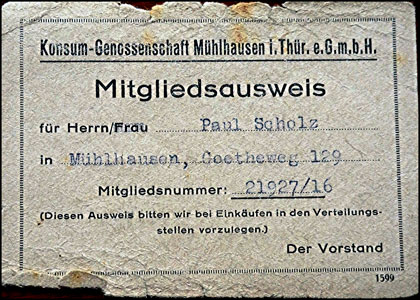 Konsum-Genossenschaft Mühlhausen i. Thür. e.G.m.b.H.
Mitgliedsausweis
für Herrn/Frau Paul Scholz
in Mühlhausen, Goetheweg 129
Mitgliedsnummer: 21927/16
(Diesen Ausweis bitten wir bei Einkäufen in den Verteilungs-
stellen vorzulegen.)
Der Vorstand
1599